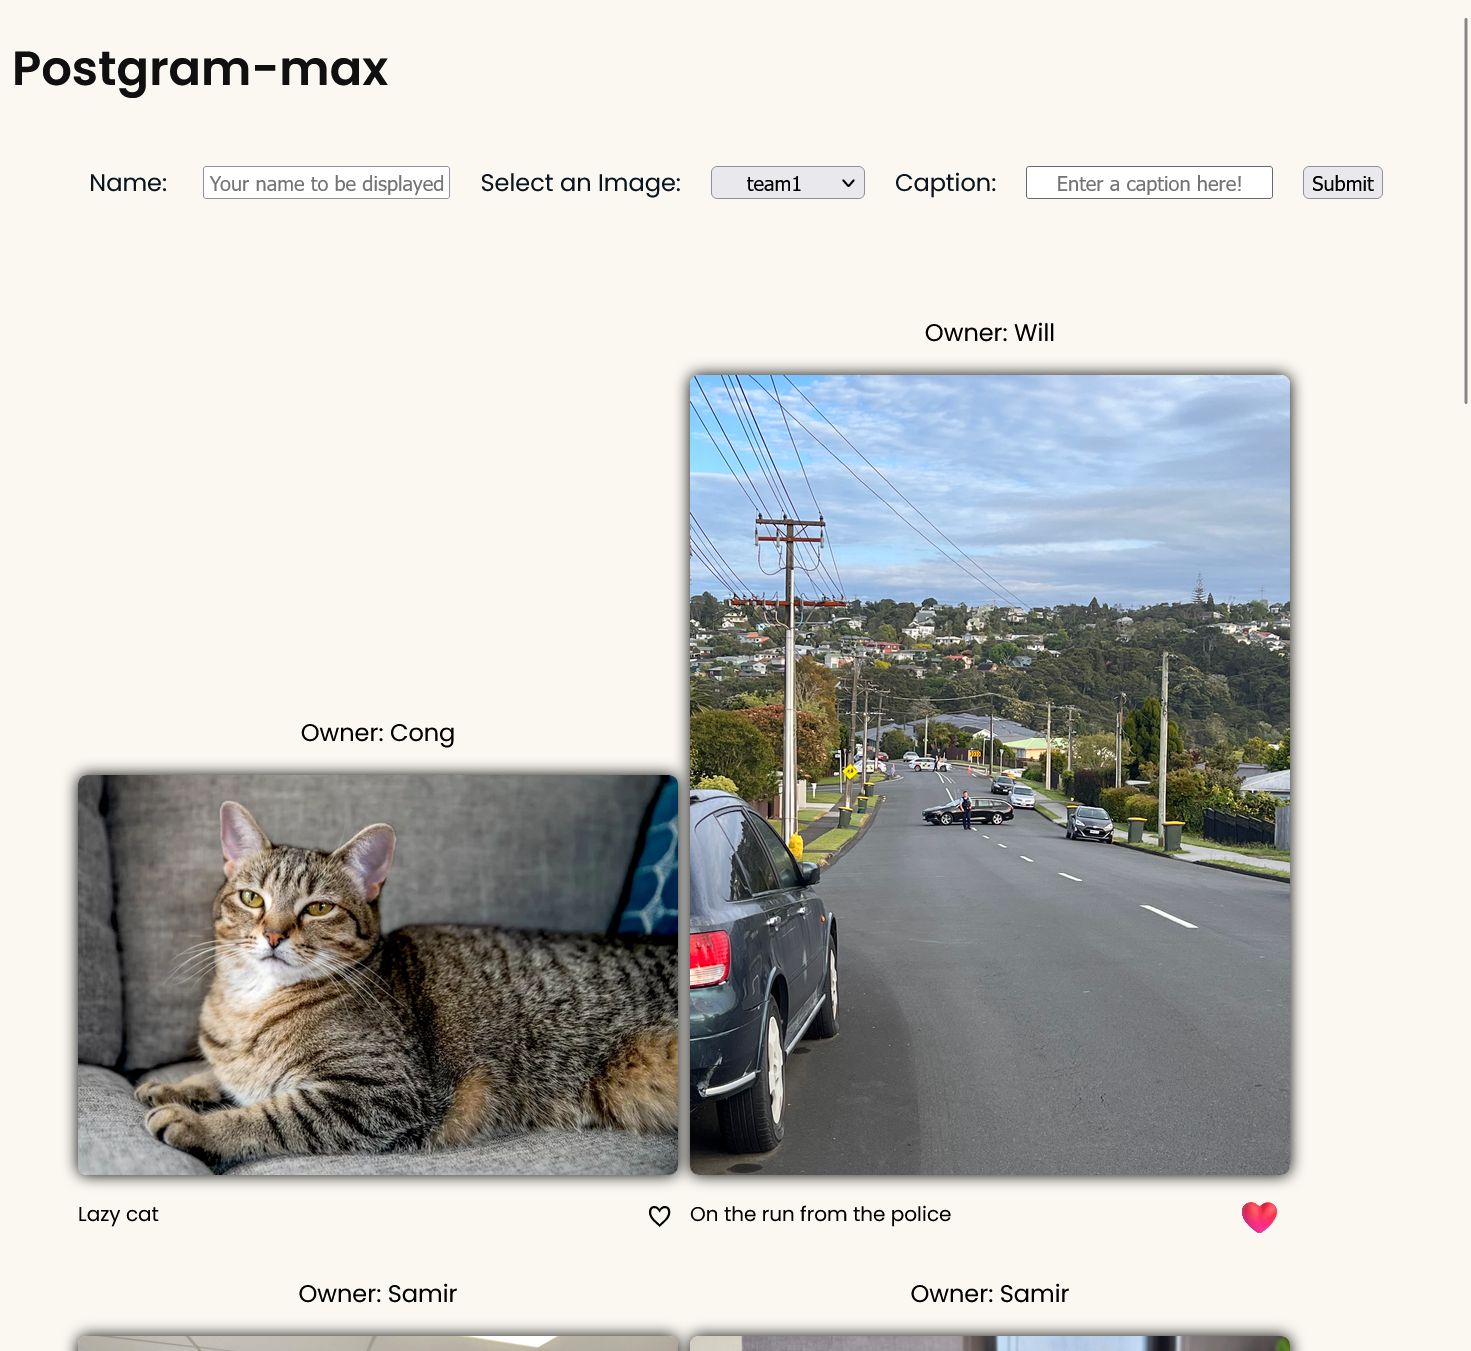 Postgram-max
Name: Your name to be displayed Select an Image: team1 Caption: Enter a caption here! Submit
Owner: Will
Owner: Cong
Lazy cat
On the run from the police
Owner: Samir
Owner: Samir